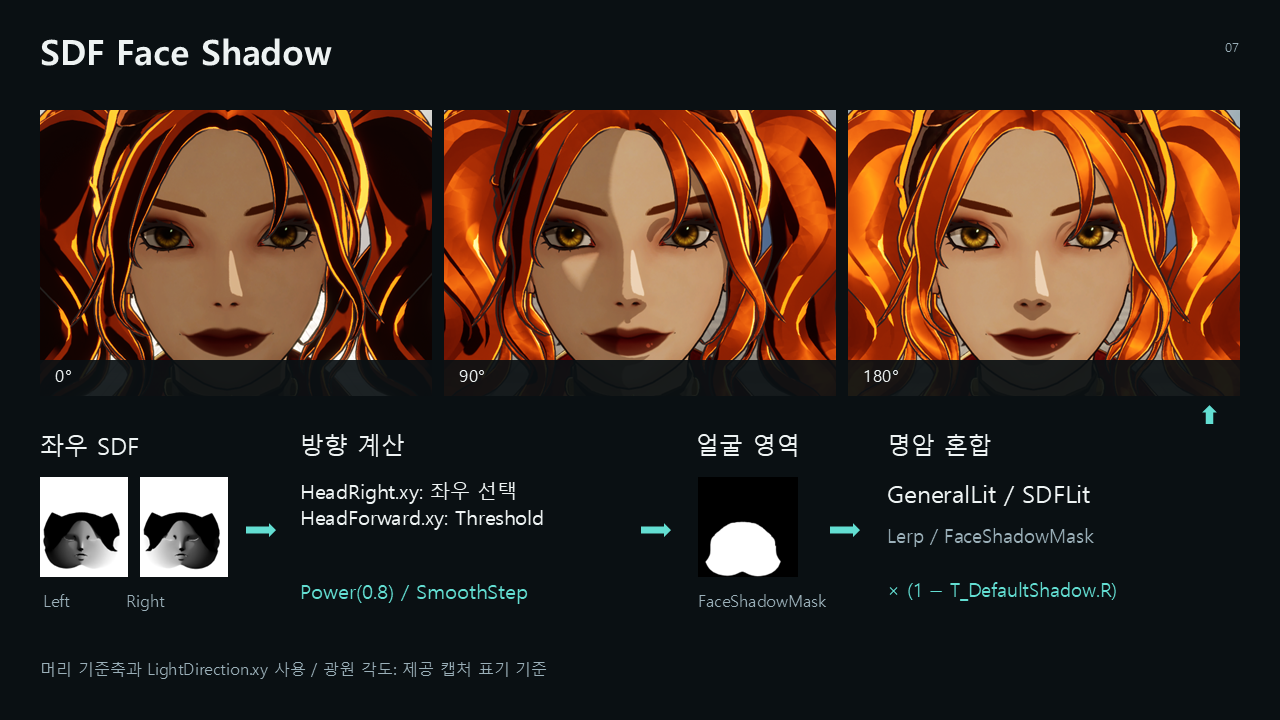 SDF Face Shadow
07
0°
90°
180°
좌우 SDF
Left
Right
방향 계산
HeadRight.xy: 좌우 선택
HeadForward.xy: Threshold
Power(0.8) / SmoothStep
얼굴 영역
FaceShadowMask
명암 혼합
GeneralLit / SDFLit
Lerp / FaceShadowMask
× (1 − T_DefaultShadow.R)
머리 기준축과 LightDirection.xy 사용 / 광원 각도: 제공 캡처 표기 기준